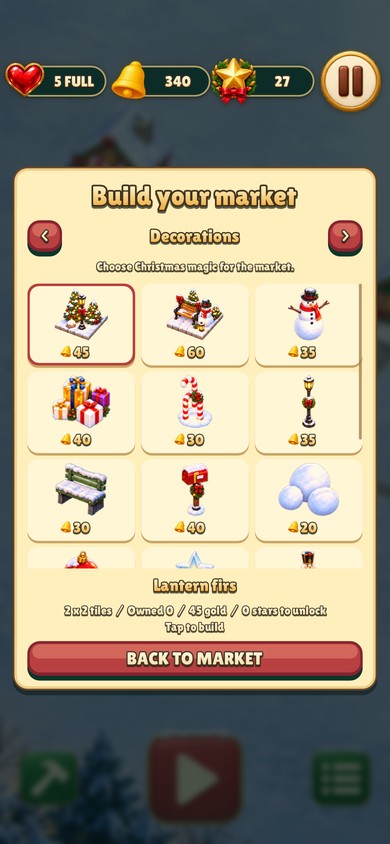 5 FULL
340
27
Build your market
Decorations
Choose Christmas magic for the market.
45
60
35
40
30
35
30
40
20
Lantern firs
2 x 2 tiles / Owned 0 / 45 gold / 0 stars to unlock
Tap to build
BACK TO MARKET